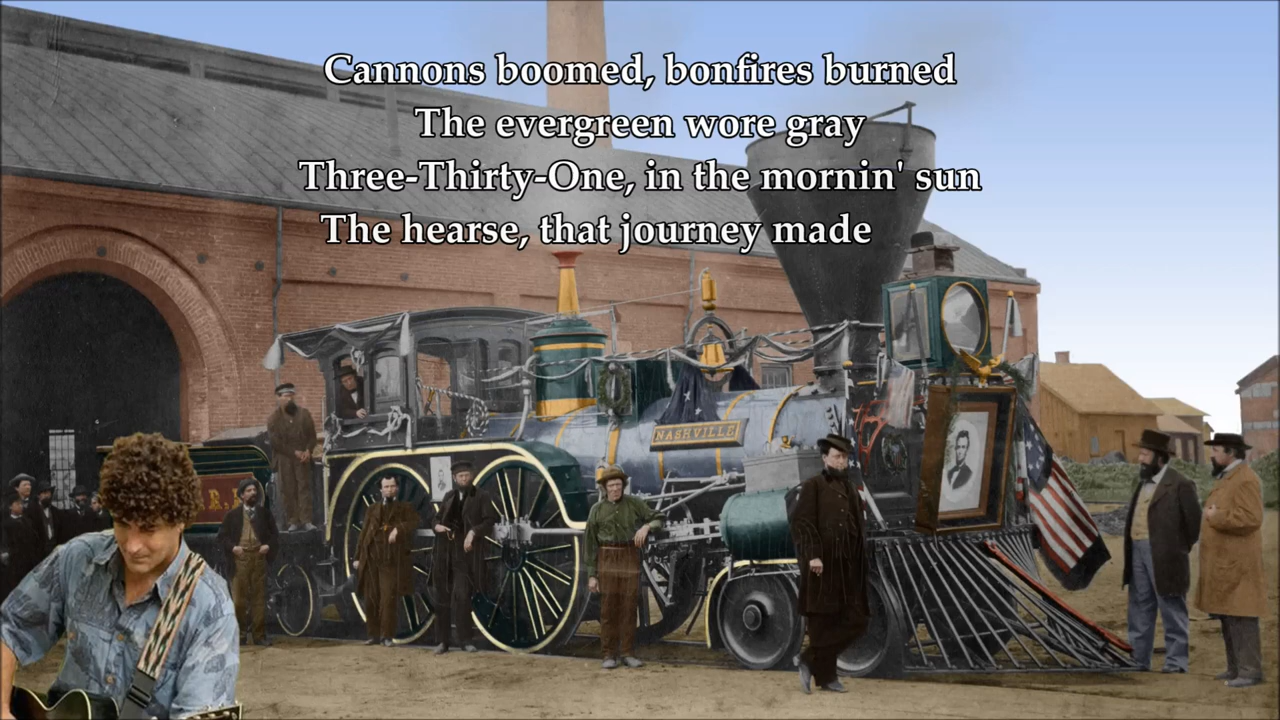 Cannons boomed, bonfires burned
The evergreen wore gray
Three-Thirty-One, in the mornin' sun
The hearse, that journey made
NASHVILLE
R.R.